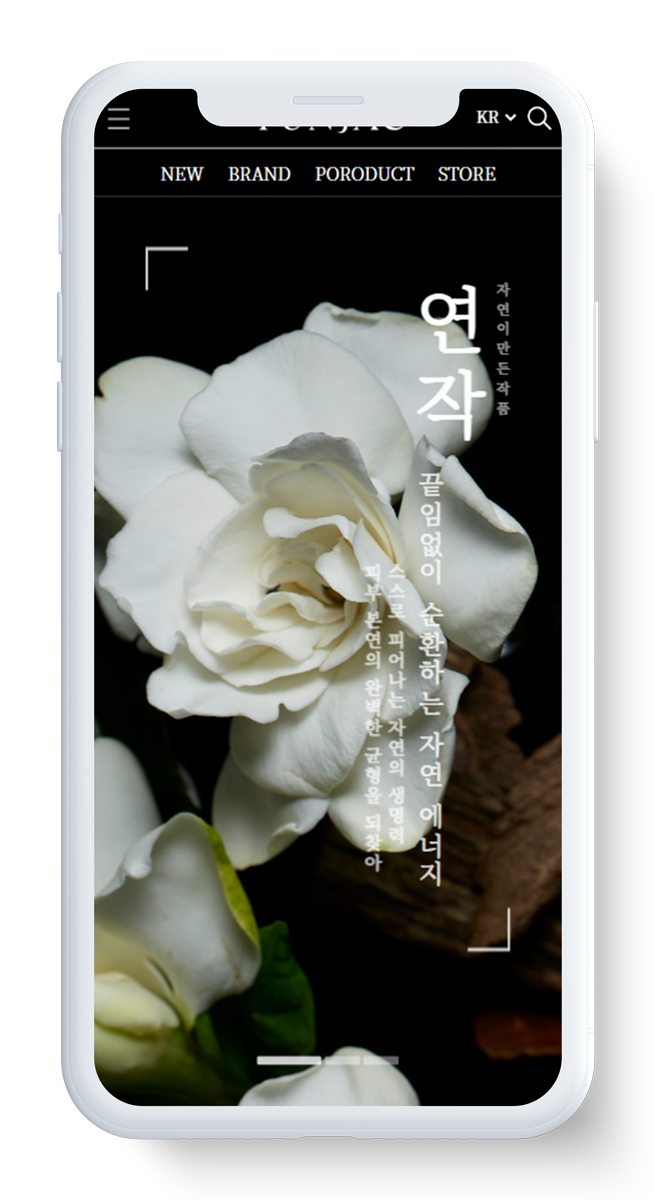 KR
NEW BRAND PORODUCT STORE
자연이만든작품
연작
끝임없이 순환하는 자연 에너지
스스로 피어나는 자연의 생명력
피부 본연의 완벽한 균형을 되찾아